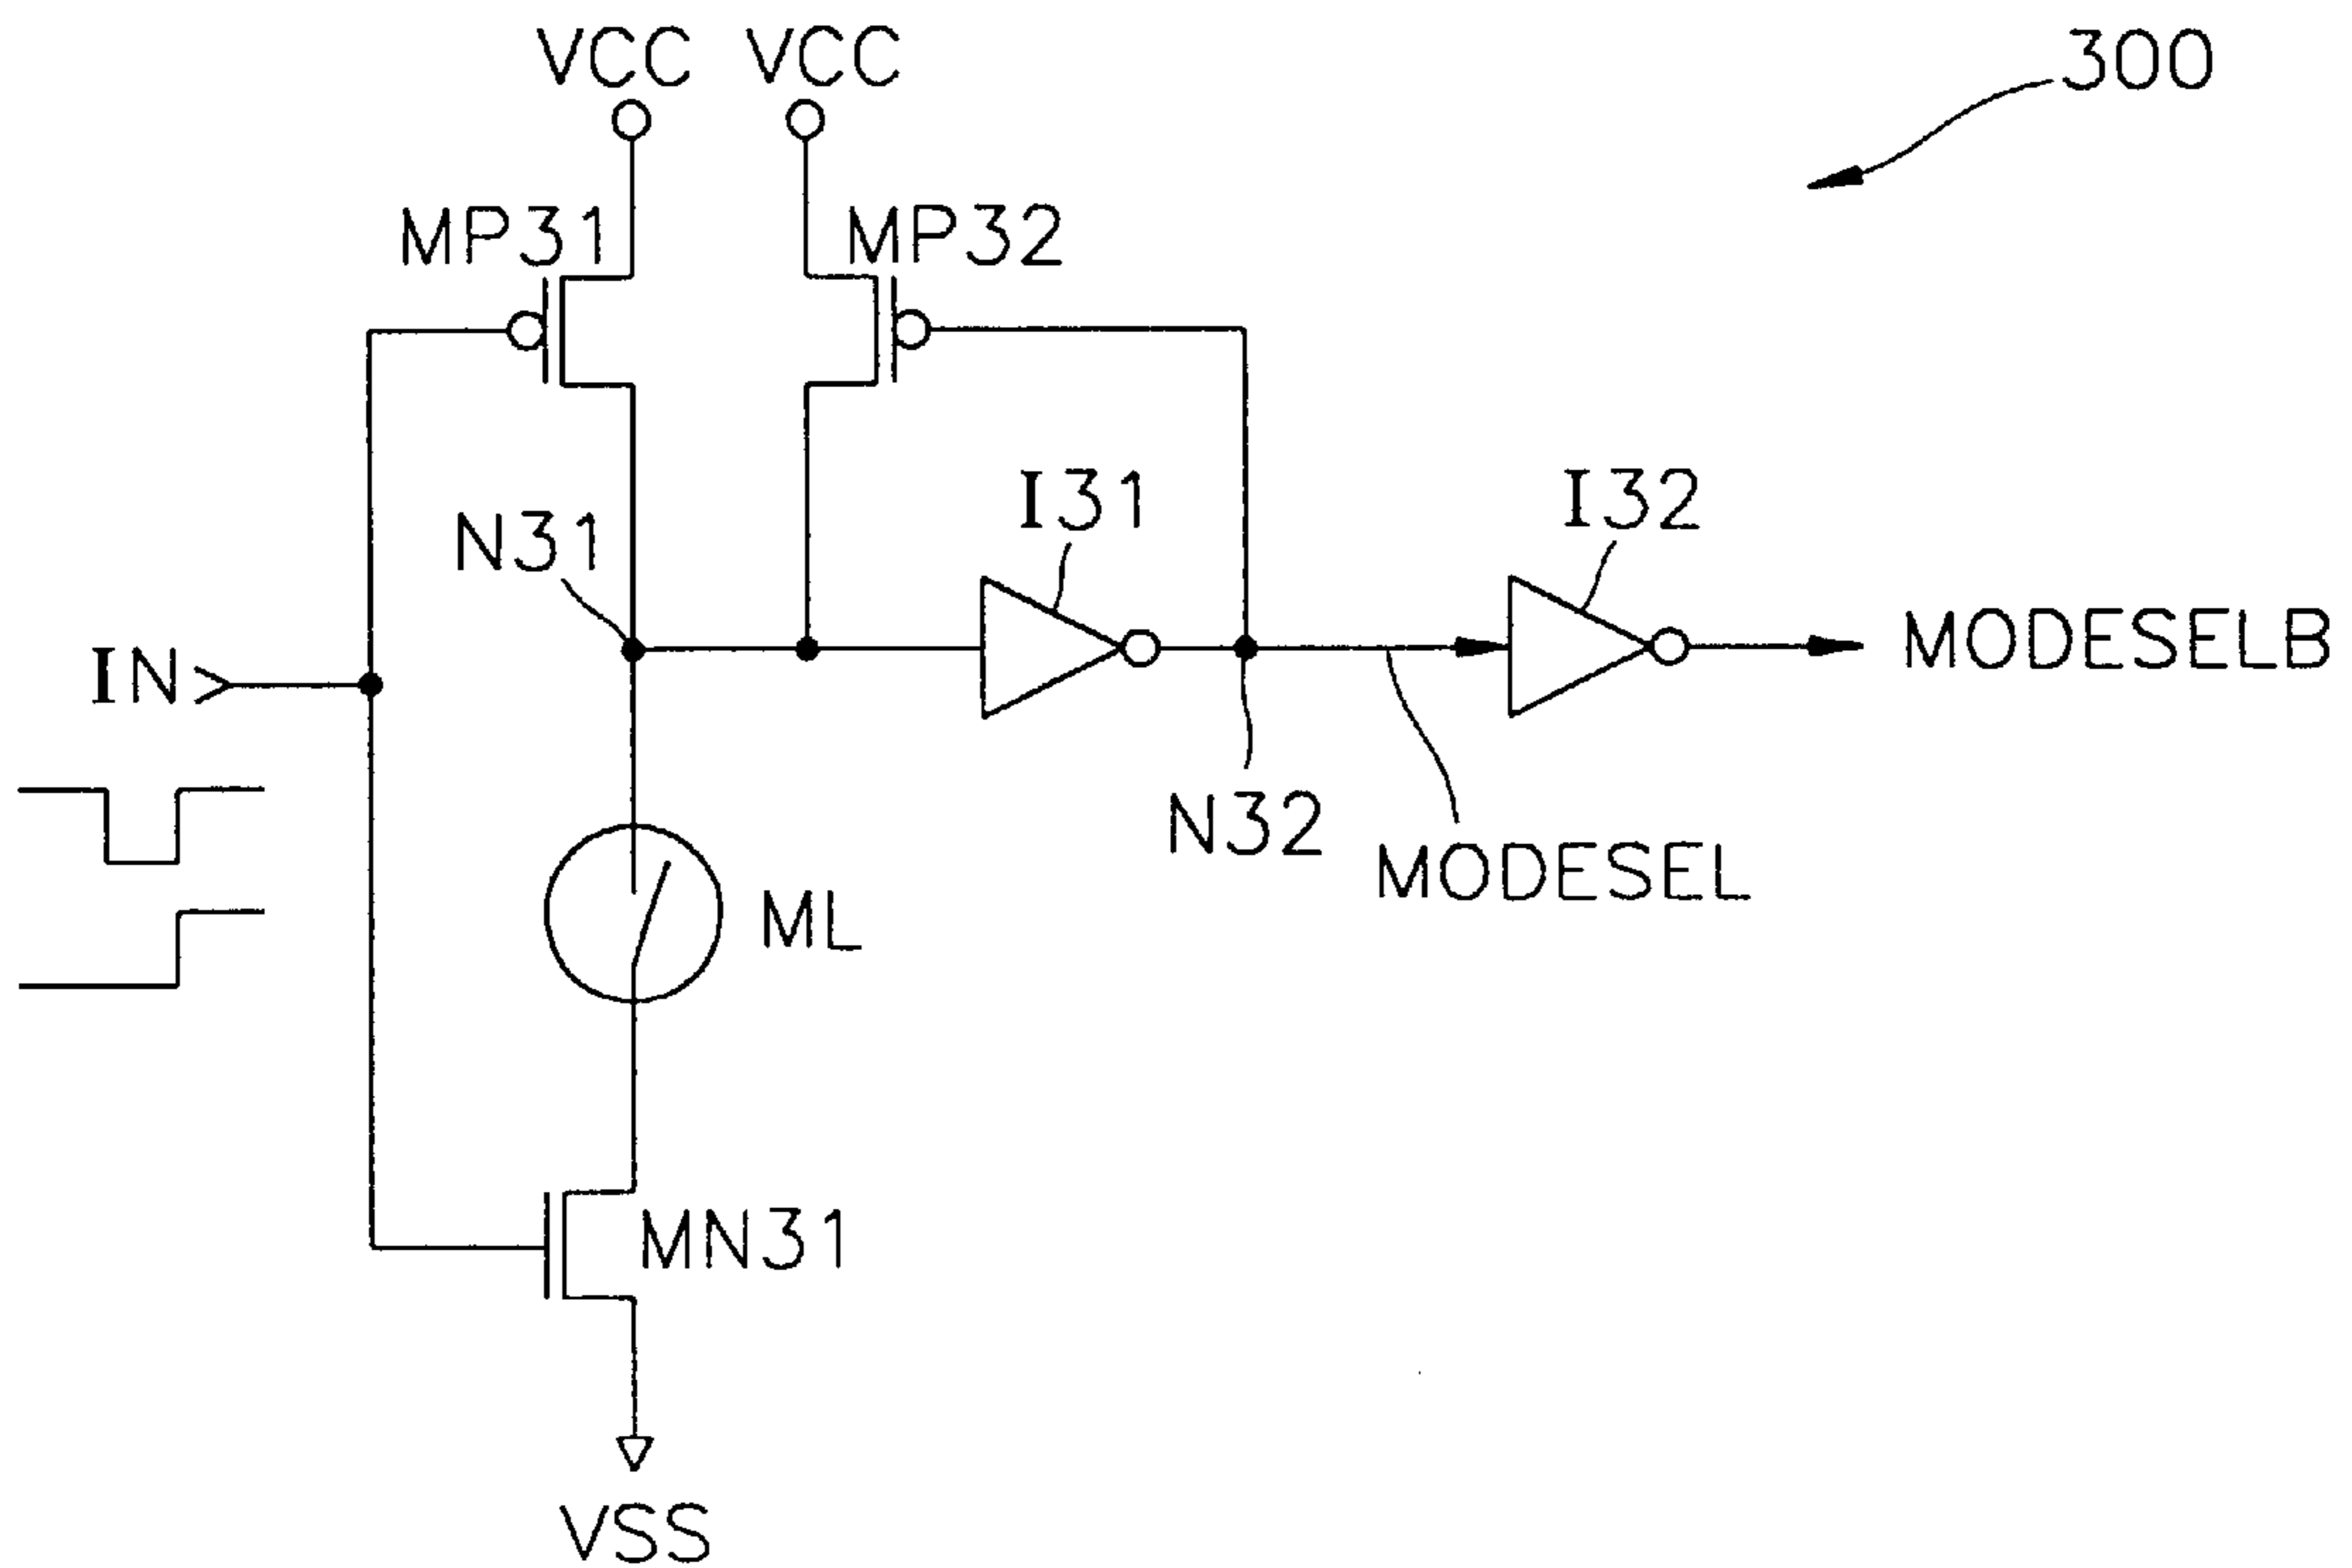 VCC VCC
300
MP31 MP32
N31 I31 I32
IN MODESELB
N32
MODESEL
ML
MN31
VSS